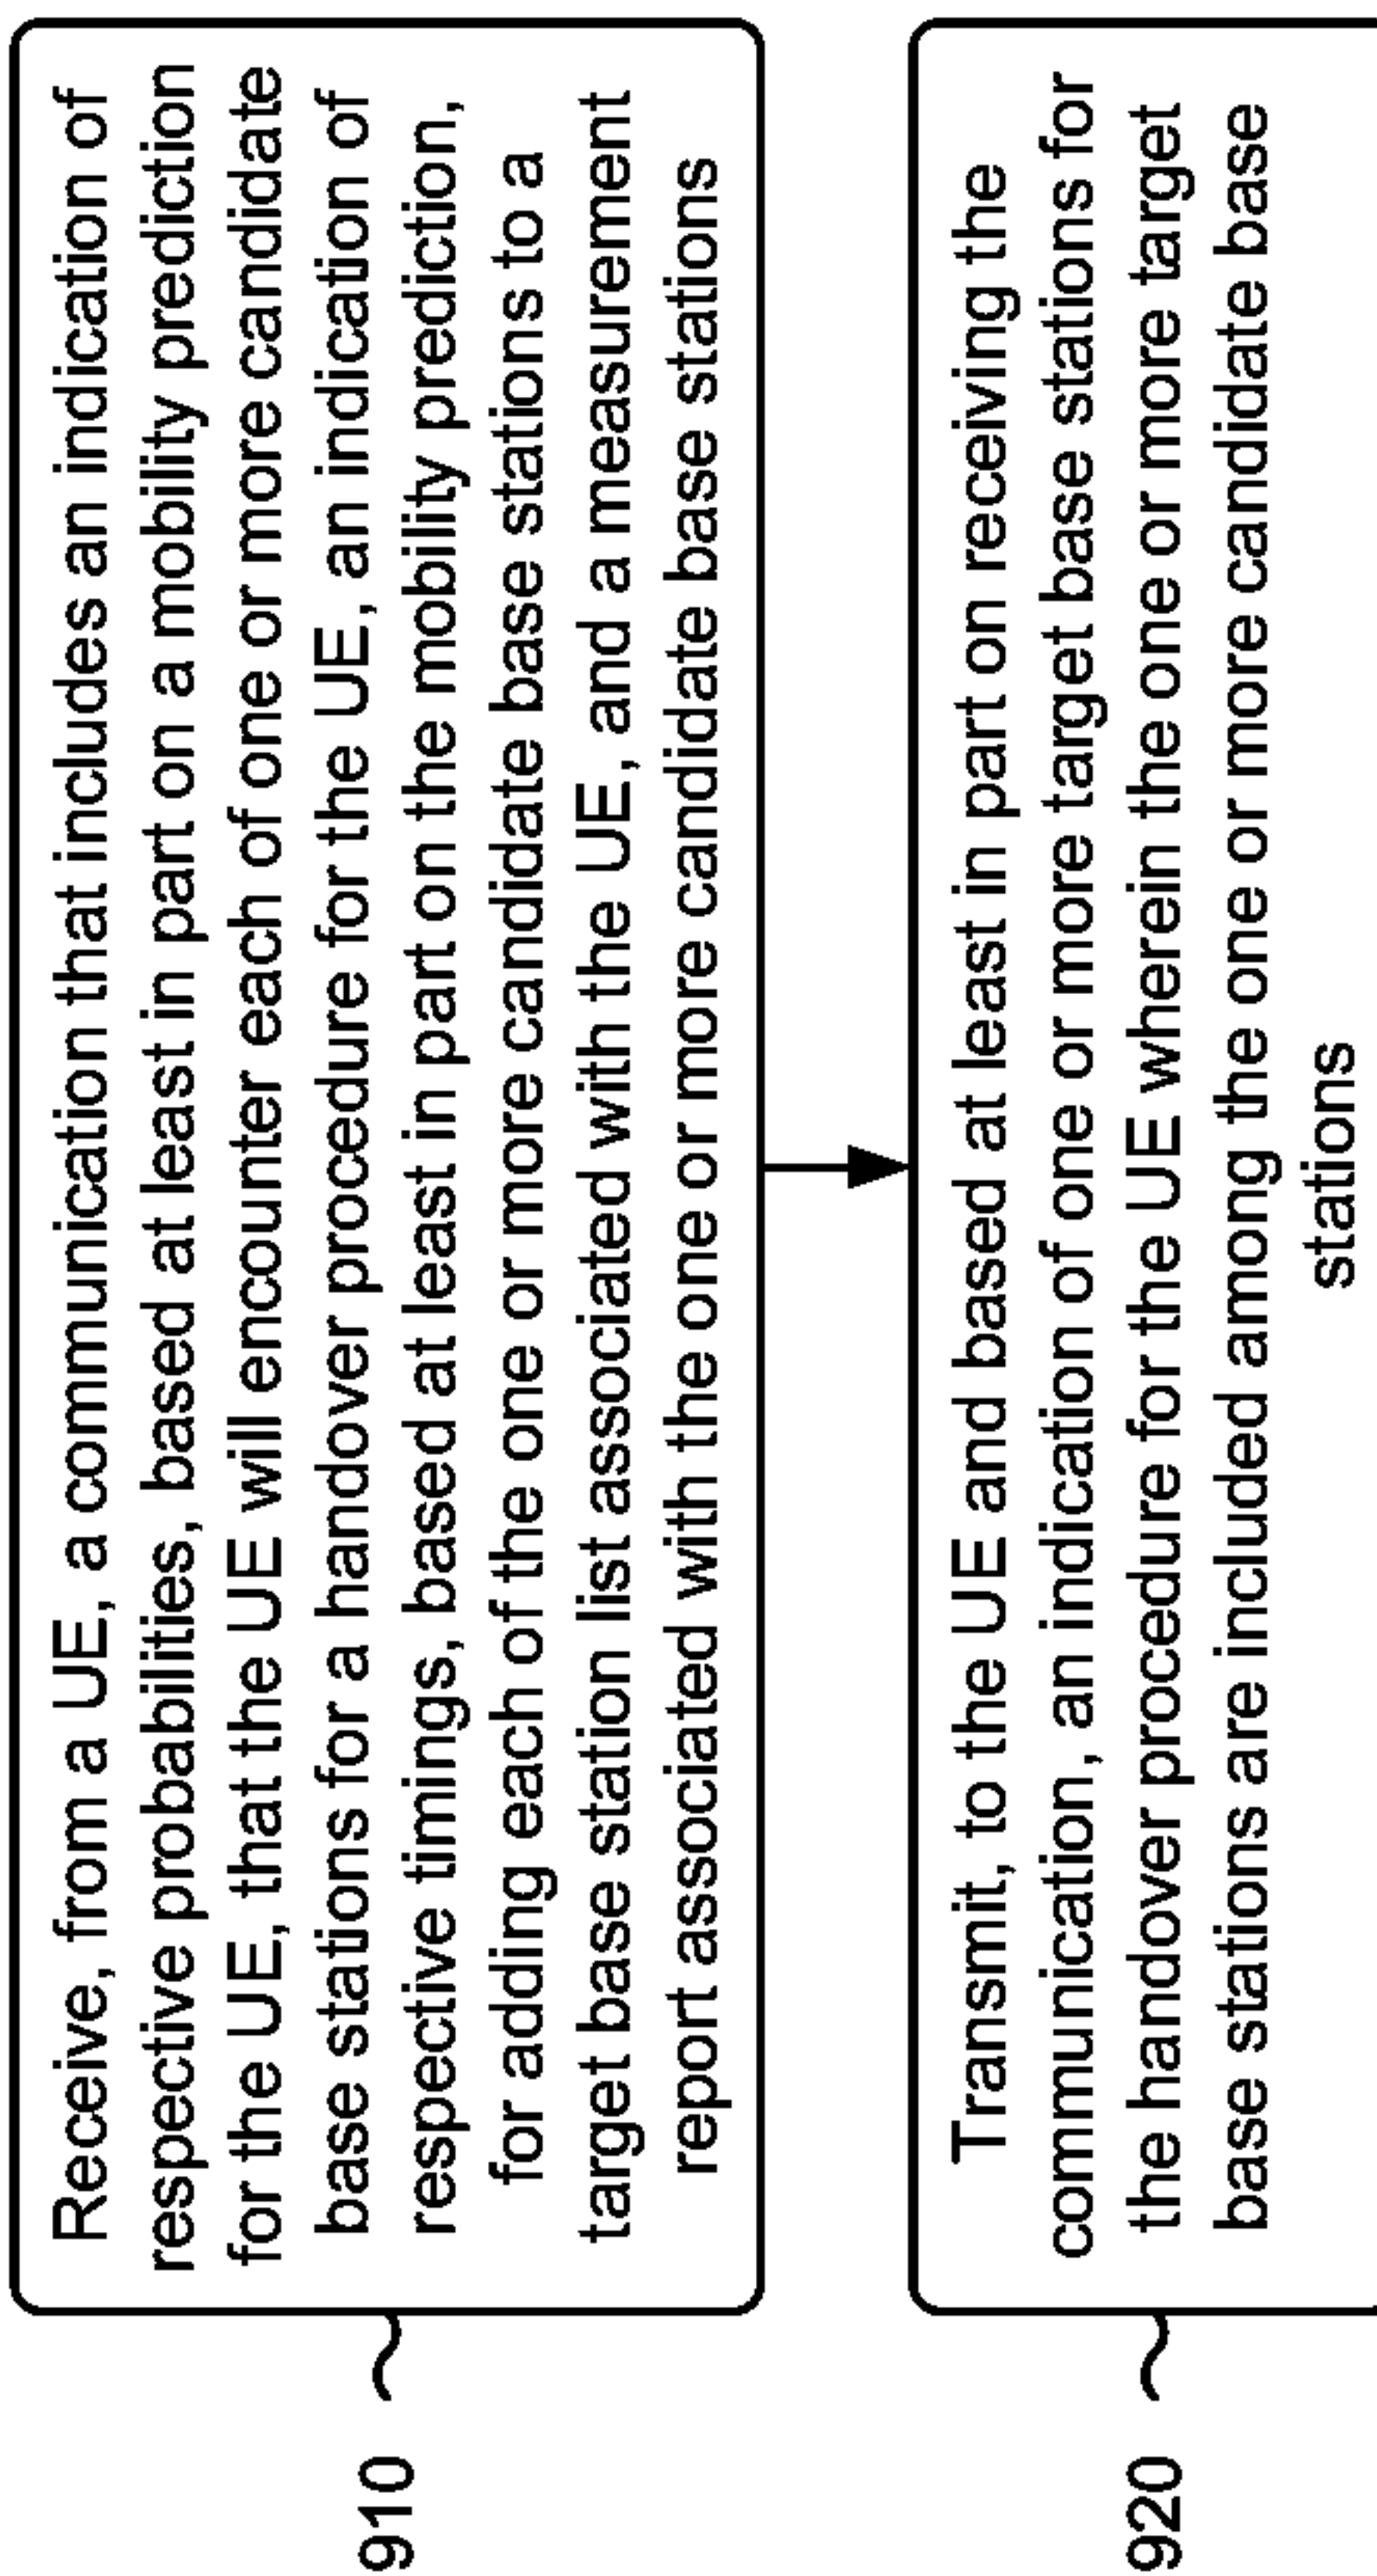 910
Receive, from a UE, a communication that includes an indication of
respective probabilities, based at least in part on a mobility prediction
for the UE, that the UE will encounter each of one or more candidate
base stations for a handover procedure for the UE, an indication of
respective timings, based at least in part on the mobility prediction,
for adding each of the one or more candidate base stations to a
target base station list associated with the UE, and a measurement
report associated with the one or more candidate base stations
920
Transmit, to the UE and based at least in part on receiving the
communication, an indication of one or more target base stations for
the handover procedure for the UE wherein the one or more target
base stations are included among the one or more candidate base
stations